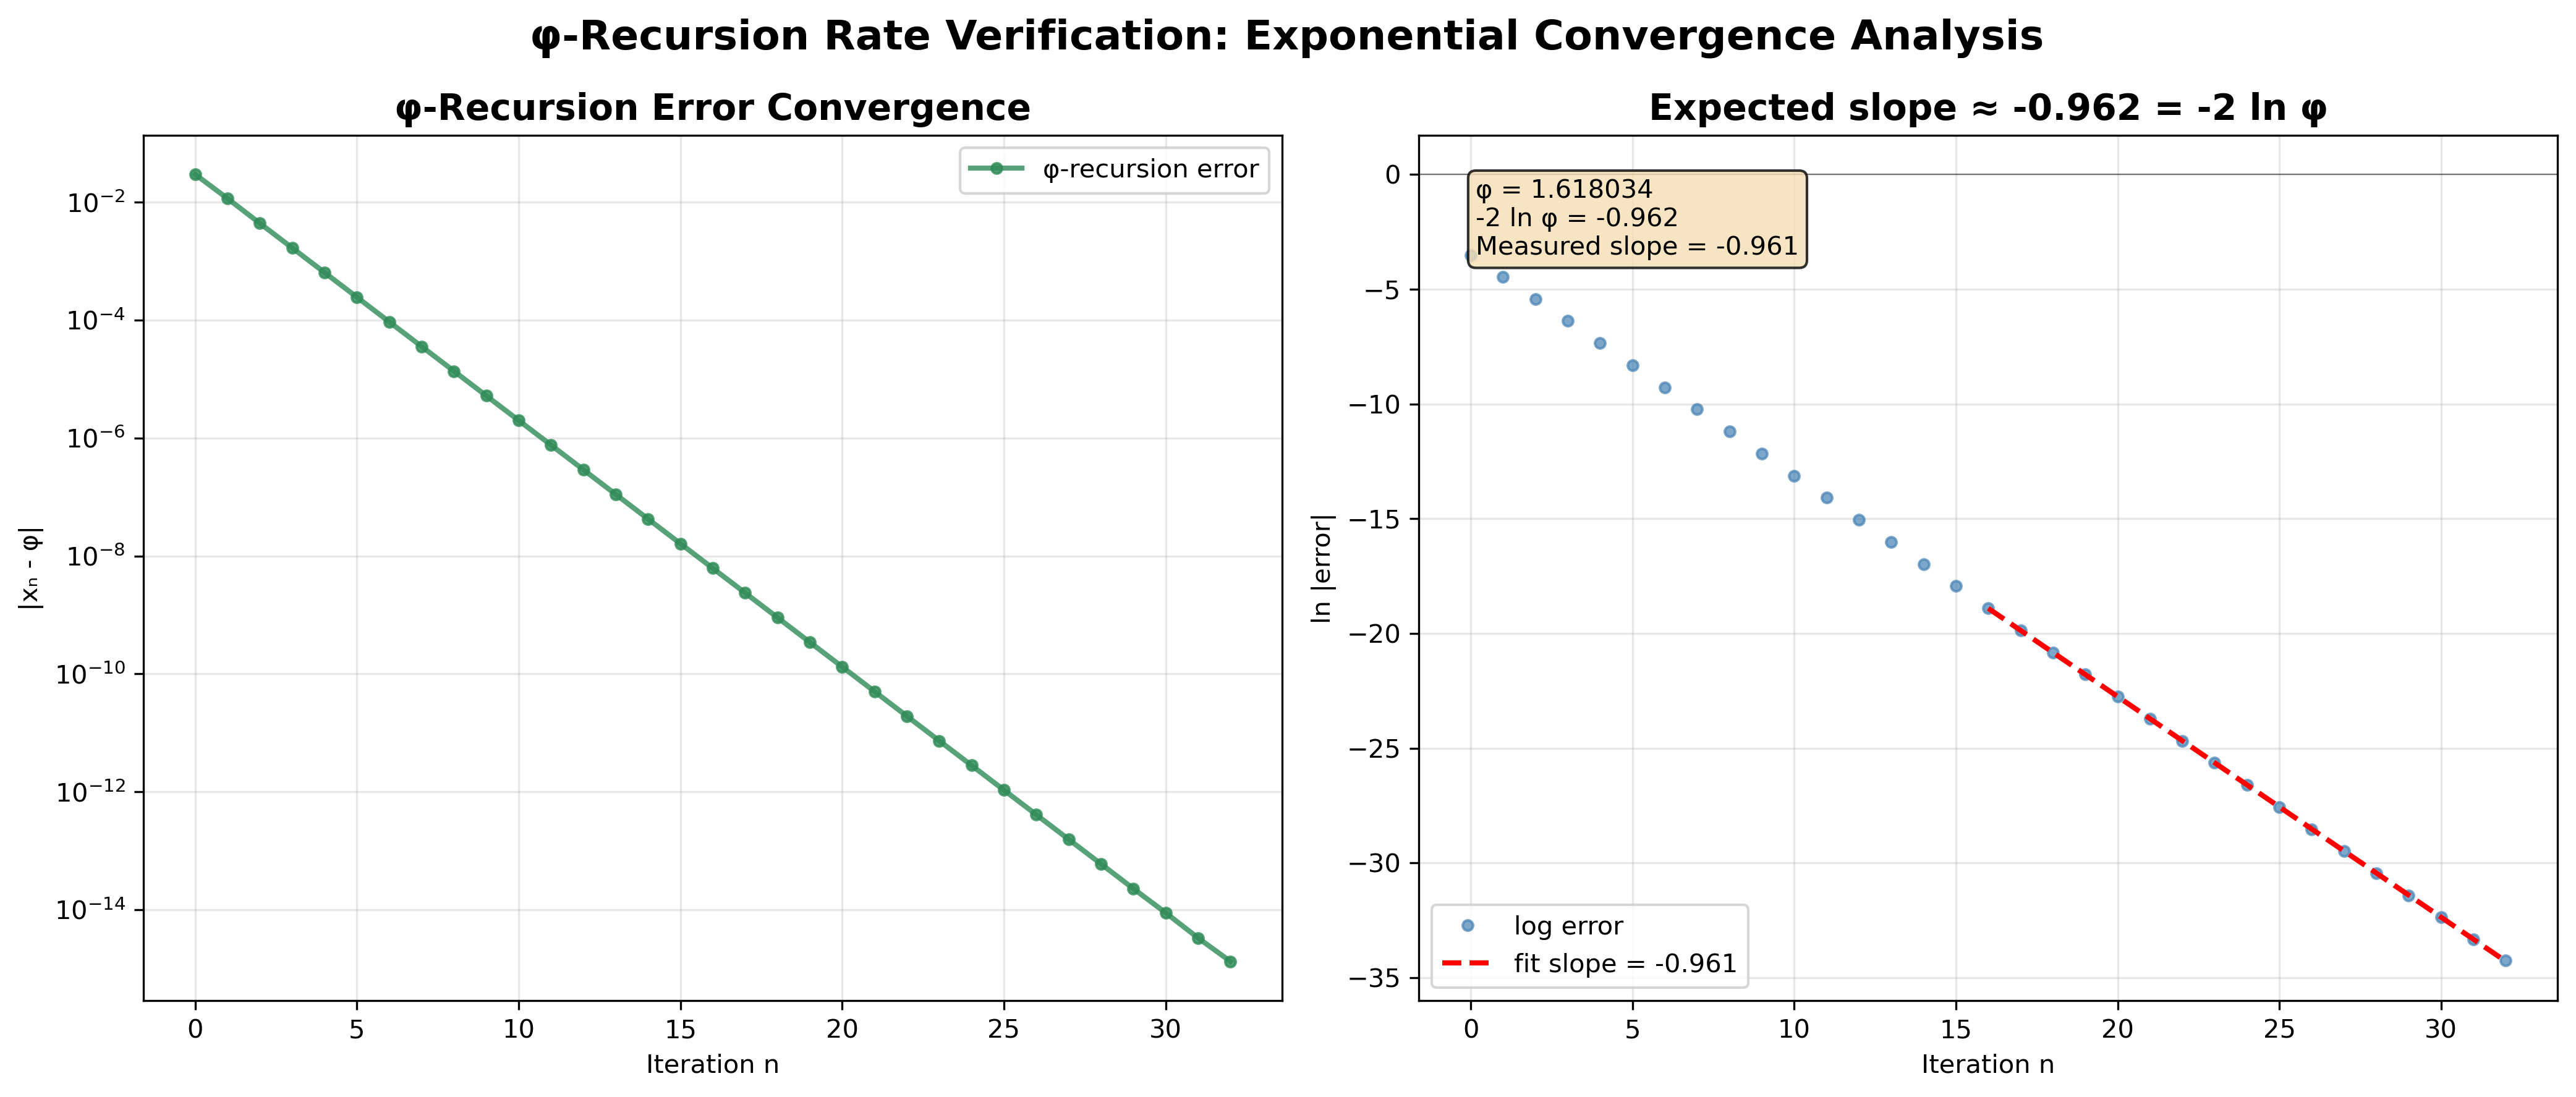 φ-Recursion Rate Verification: Exponential Convergence Analysis
φ-Recursion Error Convergence
φ-recursion error
10⁻²
10⁻⁴
10⁻⁶
10⁻⁸
10⁻¹⁰
10⁻¹²
10⁻¹⁴
|xₙ - φ|
0 5 10 15 20 25 30
Iteration n
Expected slope ≈ -0.962 = -2 ln φ
φ = 1.618034
-2 ln φ = -0.962
Measured slope = -0.961
0
−5
−10
−15
−20
−25
−30
−35
ln |error|
log error
fit slope = -0.961
0 5 10 15 20 25 30
Iteration n